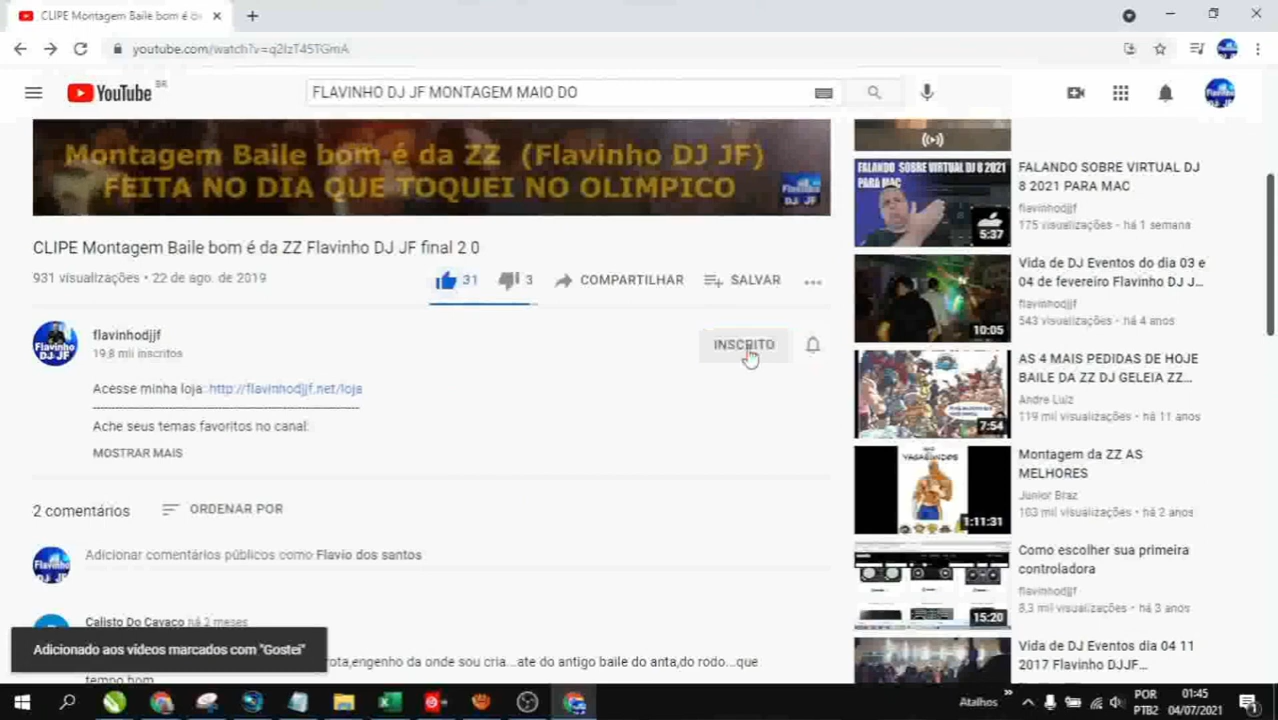 CLIPE Montagem Baile bom é da
youtube.com/watch?v=q2IzT45TGmA
YouTube BR
FLAVINHO DJ JF MONTAGEM MAIO DO
Montagem Baile bom é da ZZ (Flavinho DJ JF)
FEITA NO DIA QUE TOQUEI NO OLIMPICO
CLIPE Montagem Baile bom é da ZZ Flavinho DJ JF final 2 0
931 visualizações • 22 de ago. de 2019
31
3
COMPARTILHAR
SALVAR
flavinhodjjf
19,8 mil inscritos
INSCRITO
Acesse minha loja: http://flavinhodjjf.net/loja
Ache seus temas favoritos no canal:
MOSTRAR MAIS
2 comentários
ORDENAR POR
Adicionar comentários públicos como Flavio dos santos
Calisto Do Cavaco há 2 meses
Adicionado aos vídeos marcados com "Gostei"
engenho da onde sou cria...ate do antigo baile do anta,do rodo...que
tempo bom
FALANDO SOBRE VIRTUAL DJ 8 2021
PARA MAC
5:37
FALANDO SOBRE VIRTUAL DJ
8 2021 PARA MAC
flavinhodjjf
175 visualizações • há 1 semana
10:05
Vida de DJ Eventos do dia 03 e
04 de fevereiro Flavinho DJ J...
flavinhodjjf
543 visualizações • há 4 anos
7:54
AS 4 MAIS PEDIDAS DE HOJE
BAILE DA ZZ DJ GELEIA ZZ...
Andre Luiz
119 mil visualizações • há 11 anos
VAGABUNDOS
1:11:31
Montagem da ZZ AS
MELHORES
Junior Braz
103 mil visualizações • há 2 anos
15:20
Como escolher sua primeira
controladora
flavinhodjjf
8,3 mil visualizações • há 3 anos
Vida de DJ Eventos dia 04 11
2017 Flavinho DJJF...
Atalhos
POR
PTB2
01:45
04/07/2021
1